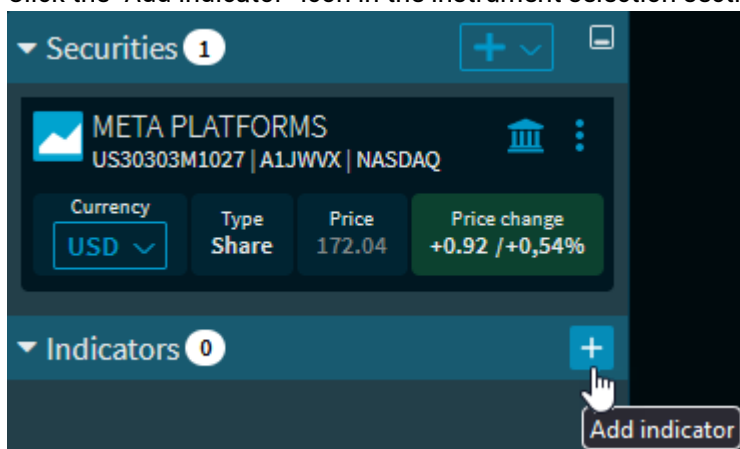 Securities 1
META PLATFORMS
US30303M1027 | A1JWVX | NASDAQ
Currency Type Price Price change
USD Share 172.04 +0.92 /+0,54%
Indicators 0
Add indicator